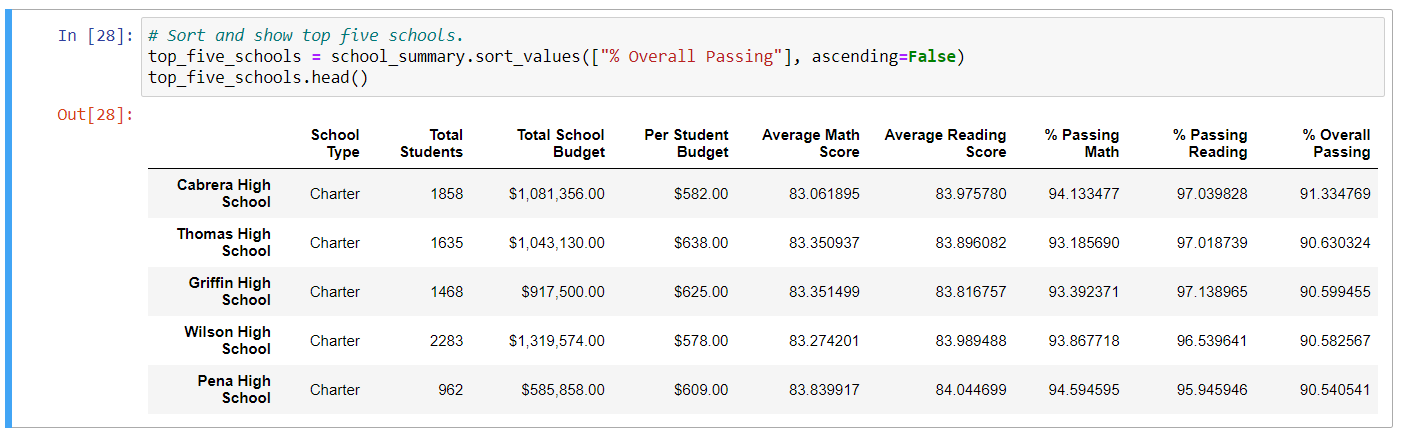 In [28]: # Sort and show top five schools.
top_five_schools = school_summary.sort_values(["% Overall Passing"], ascending=False)
top_five_schools.head()
Out[28]:
School Total Total School Per Student Average Math Average Reading % Passing % Passing % Overall
Type Students Budget Budget Score Score Math Reading Passing
Cabrera High
School Charter 1858 $1,081,356.00 $582.00 83.061895 83.975780 94.133477 97.039828 91.334769
Thomas High
School Charter 1635 $1,043,130.00 $638.00 83.350937 83.896082 93.185690 97.018739 90.630324
Griffin High
School Charter 1468 $917,500.00 $625.00 83.351499 83.816757 93.392371 97.138965 90.599455
Wilson High
School Charter 2283 $1,319,574.00 $578.00 83.274201 83.989488 93.867718 96.539641 90.582567
Pena High
School Charter 962 $585,858.00 $609.00 83.839917 84.044699 94.594595 95.945946 90.540541